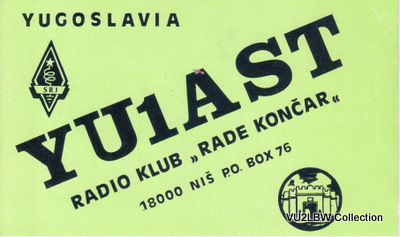 YUGOSLAVIA
SRJ
YU1AST
RADIO KLUB „RADE KONČAR“
18000 NIŠ P.O. BOX 76
VU2LBW Collection